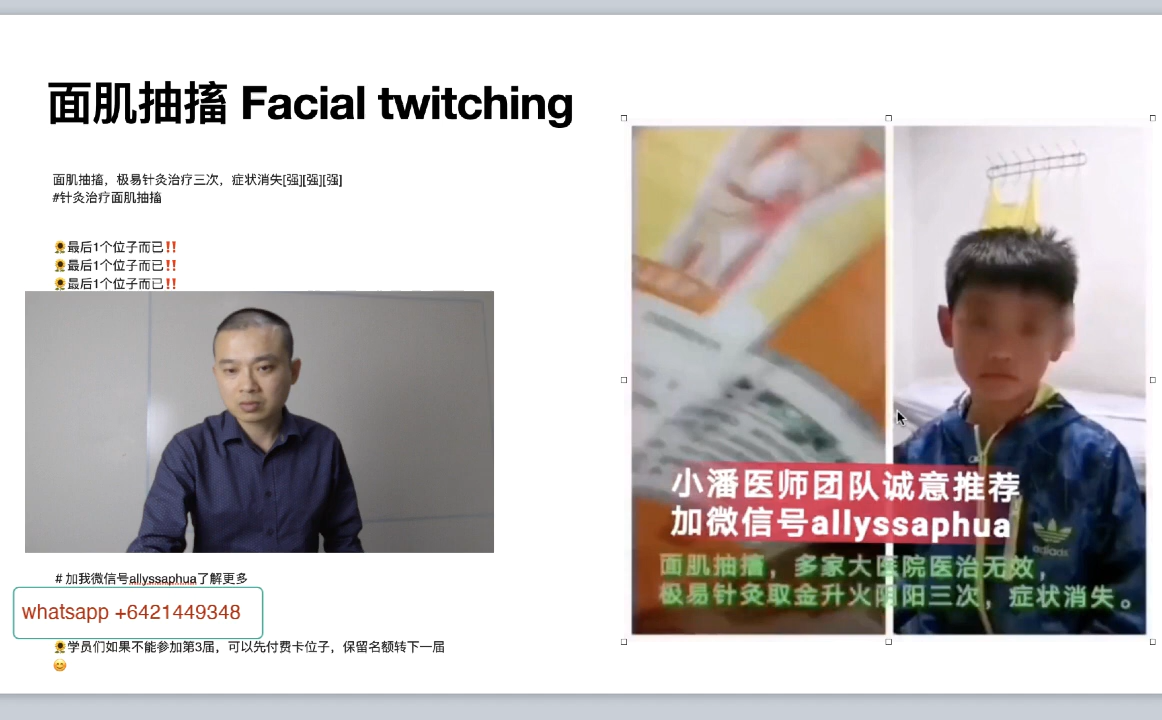 面肌抽搐 Facial twitching
面肌抽搐，极易针灸治疗三次，症状消失[强][强][强]
#针灸治疗面肌抽搐
🌻最后1个位子而已‼️
🌻最后1个位子而已‼️
🌻最后1个位子而已‼️
# 加我微信号allyssaphua了解更多
whatsapp +6421449348
🌻学员们如果不能参加第3届，可以先付费卡位子，保留名额转下一届
😊
小潘医师团队诚意推荐
加微信号allyssaphua
adidas
面肌抽搐，多家大医院医治无效，
极易针灸取金升火阴阳三次，症状消失。